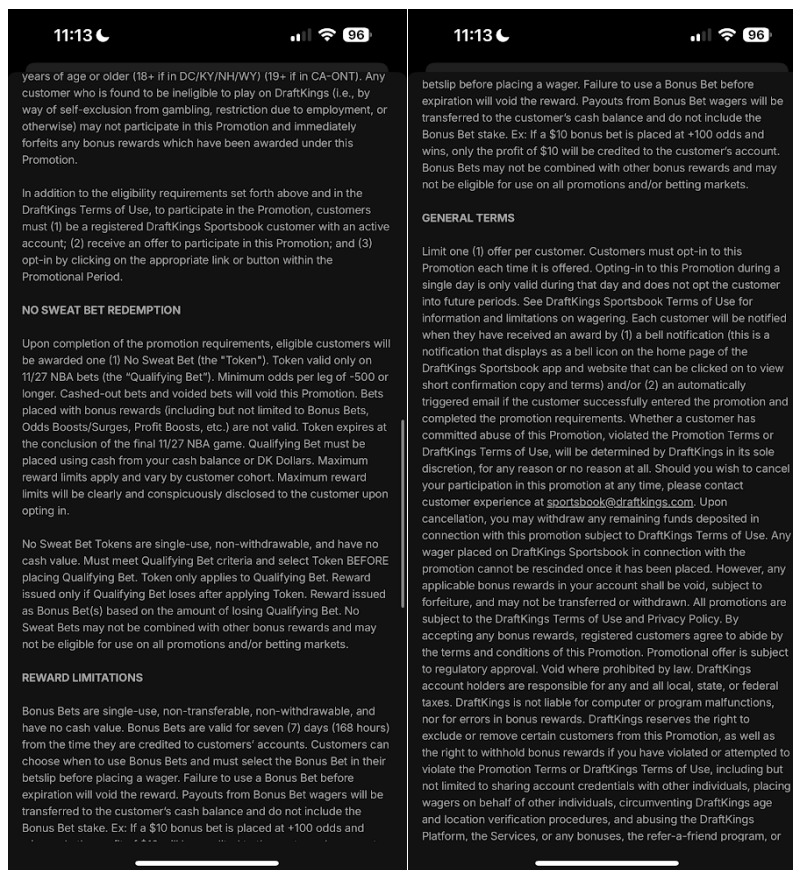 11:13
96
years of age or older (18+ if in DC/KY/NH/WY) (19+ if in CA-ONT). Any
customer who is found to be ineligible to play on DraftKings (i.e., by
way of self-exclusion from gambling, restriction due to employment, or
otherwise) may not participate in this Promotion and immediately
forfeits any bonus rewards which have been awarded under this
Promotion.
In addition to the eligibility requirements set forth above and in the
DraftKings Terms of Use, to participate in the Promotion, customers
must (1) be a registered DraftKings Sportsbook customer with an active
account; (2) receive an offer to participate in this Promotion; and (3)
opt-in by clicking on the appropriate link or button within the
Promotional Period.
NO SWEAT BET REDEMPTION
Upon completion of the promotion requirements, eligible customers will
be awarded one (1) No Sweat Bet (the "Token"). Token valid only on
11/27 NBA bets (the “Qualifying Bet”). Minimum odds per leg of -500 or
longer. Cashed-out bets and voided bets will void this Promotion. Bets
placed with bonus rewards (including but not limited to Bonus Bets,
Odds Boosts/Surges, Profit Boosts, etc.) are not valid. Token expires at
the conclusion of the final 11/27 NBA game. Qualifying Bet must be
placed using cash from your cash balance or DK Dollars. Maximum
reward limits apply and vary by customer cohort. Maximum reward
limits will be clearly and conspicuously disclosed to the customer upon
opting in.
No Sweat Bet Tokens are single-use, non-withdrawable, and have no
cash value. Must meet Qualifying Bet criteria and select Token BEFORE
placing Qualifying Bet. Token only applies to Qualifying Bet. Reward
issued only if Qualifying Bet loses after applying Token. Reward issued
as Bonus Bet(s) based on the amount of losing Qualifying Bet. No
Sweat Bets may not be combined with other bonus rewards and may
not be eligible for use on all promotions and/or betting markets.
REWARD LIMITATIONS
Bonus Bets are single-use, non-transferable, non-withdrawable, and
have no cash value. Bonus Bets are valid for seven (7) days (168 hours)
from the time they are credited to customers’ accounts. Customers can
choose when to use Bonus Bets and must select the Bonus Bet in their
betslip before placing a wager. Failure to use a Bonus Bet before
expiration will void the reward. Payouts from Bonus Bet wagers will be
transferred to the customer’s cash balance and do not include the
Bonus Bet stake. Ex: If a $10 bonus bet is placed at +100 odds and
11:13
96
betslip before placing a wager. Failure to use a Bonus Bet before
expiration will void the reward. Payouts from Bonus Bet wagers will be
transferred to the customer’s cash balance and do not include the
Bonus Bet stake. Ex: If a $10 bonus bet is placed at +100 odds and
wins, only the profit of $10 will be credited to the customer’s account.
Bonus Bets may not be combined with other bonus rewards and may
not be eligible for use on all promotions and/or betting markets.
GENERAL TERMS
Limit one (1) offer per customer. Customers must opt-in to this
Promotion each time it is offered. Opting-in to this Promotion during a
single day is only valid during that day and does not opt the customer
into future periods. See DraftKings Sportsbook Terms of Use for
information and limitations on wagering. Each customer will be notified
when they have received an award by (1) a bell notification (this is a
notification that displays as a bell icon on the home page of the
DraftKings Sportsbook app and website that can be clicked on to view
short confirmation copy and terms) and/or (2) an automatically
triggered email if the customer successfully entered the promotion and
completed the promotion requirements. Whether a customer has
committed abuse of this Promotion, violated the Promotion Terms or
DraftKings Terms of Use, will be determined by DraftKings in its sole
discretion, for any reason or no reason at all. Should you wish to cancel
your participation in this promotion at any time, please contact
customer experience at sportsbook@draftkings.com. Upon
cancellation, you may withdraw any remaining funds deposited in
connection with this promotion subject to DraftKings Terms of Use. Any
wager placed on DraftKings Sportsbook in connection with the
promotion cannot be rescinded once it has been placed. However, any
applicable bonus rewards in your account shall be void, subject to
forfeiture, and may not be transferred or withdrawn. All promotions are
subject to the DraftKings Terms of Use and Privacy Policy. By
accepting any bonus rewards, registered customers agree to abide by
the terms and conditions of this Promotion. Promotional offer is subject
to regulatory approval. Void where prohibited by law. DraftKings
account holders are responsible for any and all local, state, or federal
taxes. DraftKings is not liable for computer or program malfunctions,
nor for errors in bonus rewards. DraftKings reserves the right to
exclude or remove certain customers from this Promotion, as well as
the right to withhold bonus rewards if you have violated or attempted to
violate the Promotion Terms or DraftKings Terms of Use, including but
not limited to sharing account credentials with other individuals, placing
wagers on behalf of other individuals, circumventing DraftKings age
and location verification procedures, and abusing the DraftKings
Platform, the Services, or any bonuses, the refer-a-friend program, or